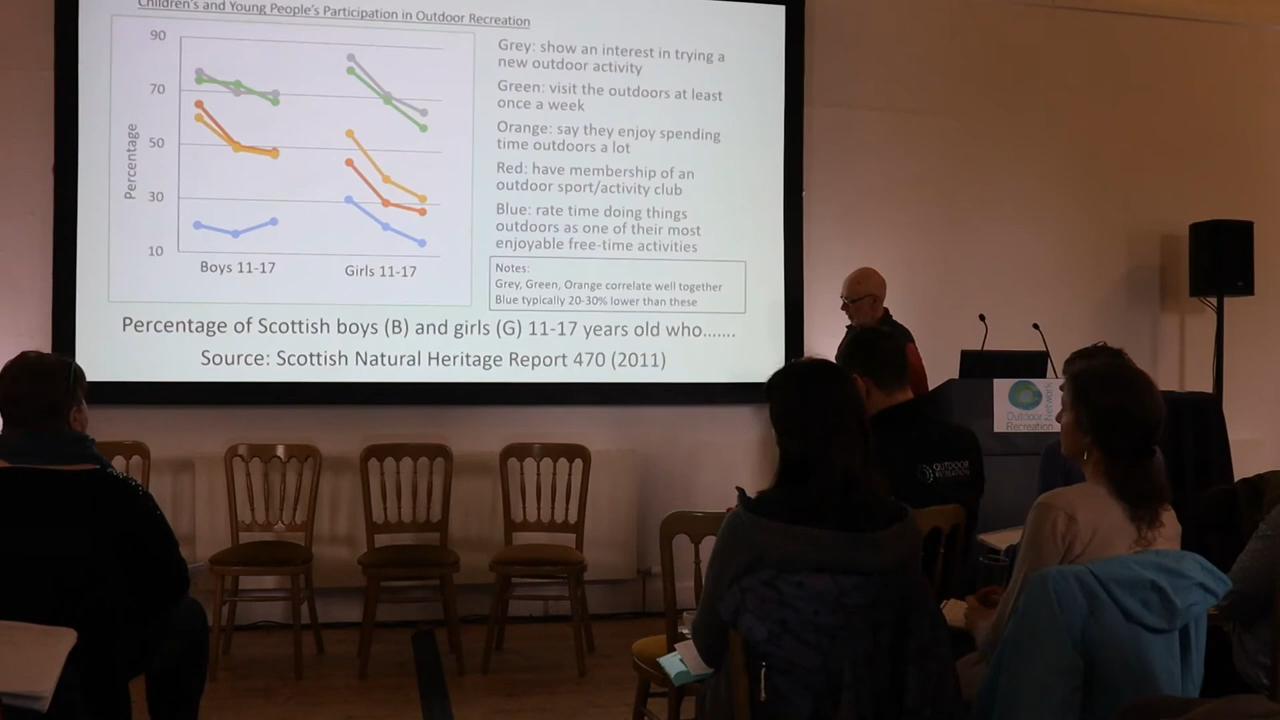 Children's and Young People's Participation in Outdoor Recreation
90
70
50
30
10
Percentage
Boys 11-17
Girls 11-17
Grey: show an interest in trying a
new outdoor activity
Green: visit the outdoors at least
once a week
Orange: say they enjoy spending
time outdoors a lot
Red: have membership of an
outdoor sport/activity club
Blue: rate time doing things
outdoors as one of their most
enjoyable free-time activities
Notes:
Grey, Green, Orange correlate well together
Blue typically 20-30% lower than these
Percentage of Scottish boys (B) and girls (G) 11-17 years old who.......
Source: Scottish Natural Heritage Report 470 (2011)
Outdoor
Recreation
Network
OUTDOOR
RECREATION